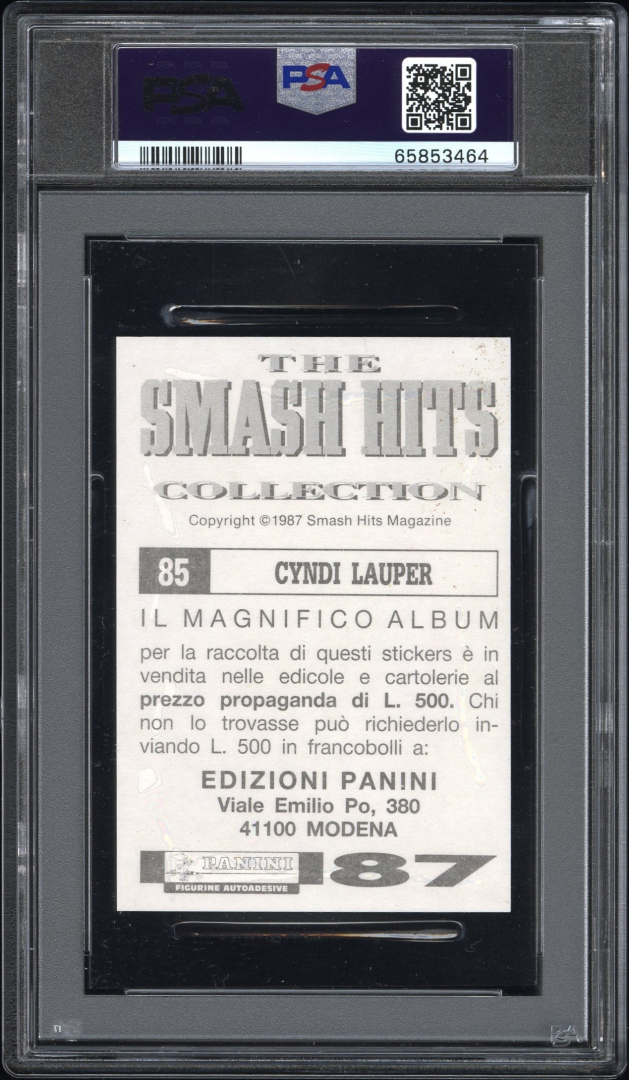 PSA
PSA
65853464
THE
SMASH HITS
COLLECTION
Copyright ©1987 Smash Hits Magazine
85 CYNDI LAUPER
IL MAGNIFICO ALBUM
per la raccolta di questi stickers è in
vendita nelle edicole e cartolerie al
prezzo propaganda di L. 500. Chi
non lo trovasse può richiederlo in-
viando L. 500 in francobolli a:
EDIZIONI PANINI
Viale Emilio Po, 380
41100 MODENA
PANINI 87
FIGURINE AUTOADESIVE
PSA